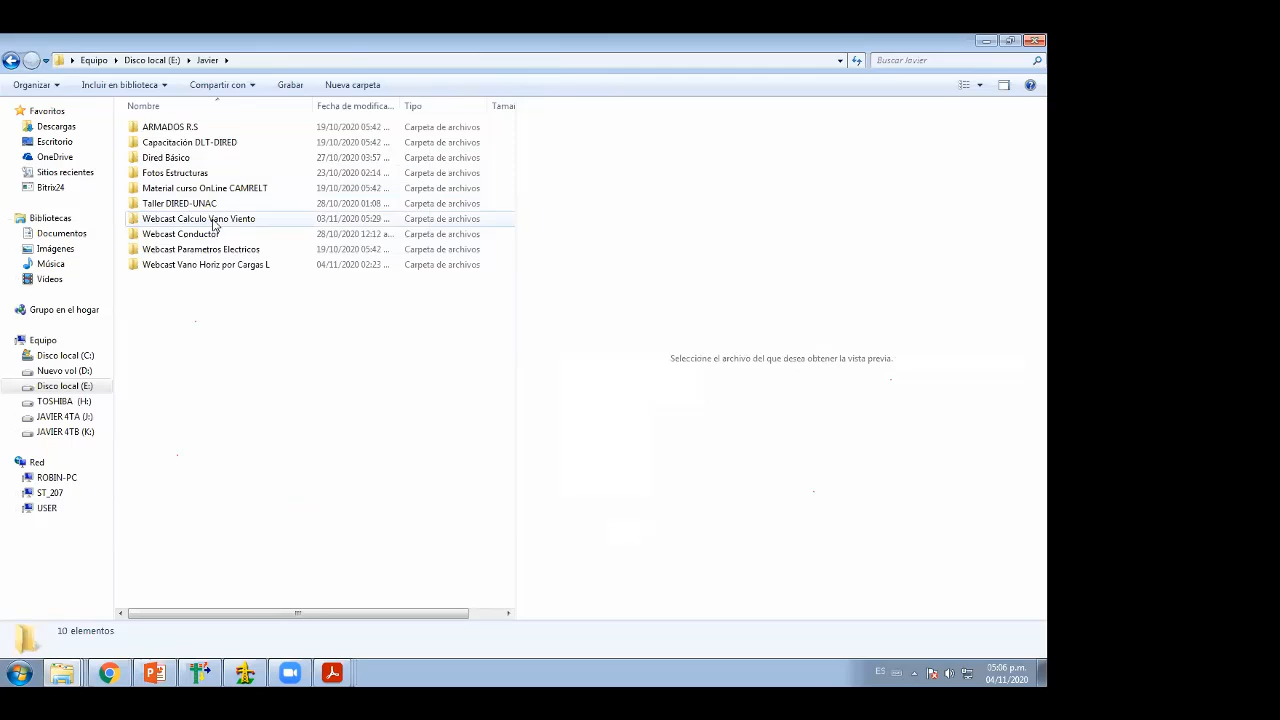 Equipo ▸ Disco local (E:) ▸ Javier ▸
Buscar Javier
Organizar
Incluir en biblioteca
Compartir con
Grabar
Nueva carpeta
Nombre
Fecha de modifica...
Tipo
Tamar
Favoritos
Descargas
Escritorio
OneDrive
Sitios recientes
Bitrix24
Bibliotecas
Documentos
Imágenes
Música
Videos
Grupo en el hogar
Equipo
Disco local (C:)
Nuevo vol (D:)
Disco local (E:)
TOSHIBA (H:)
JAVIER 4TA (J:)
JAVIER 4TB (K:)
Red
ROBIN-PC
ST_207
USER
ARMADOS R.S 19/10/2020 05:42 ... Carpeta de archivos
Capacitación DLT-DIRED 19/10/2020 05:42 ... Carpeta de archivos
Dired Básico 27/10/2020 03:57 ... Carpeta de archivos
Fotos Estructuras 23/10/2020 02:14 ... Carpeta de archivos
Material curso OnLine CAMRELT 19/10/2020 05:42 ... Carpeta de archivos
Taller DIRED-UNAC 28/10/2020 01:08 ... Carpeta de archivos
Webcast Calculo Vano Viento 03/11/2020 05:29 ... Carpeta de archivos
Webcast Conductor 28/10/2020 12:12 a... Carpeta de archivos
Webcast Parametros Electricos 19/10/2020 05:42 ... Carpeta de archivos
Webcast Vano Horiz por Cargas L 04/11/2020 02:23 ... Carpeta de archivos
Seleccione el archivo del que desea obtener la vista previa.
10 elementos
ES
05:06 p.m.
04/11/2020